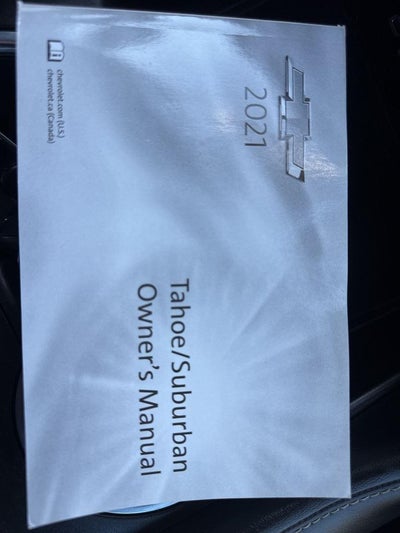 2021
Tahoe/Suburban
Owner's Manual
chevrolet.com (U.S.)
chevrolet.ca (Canada)